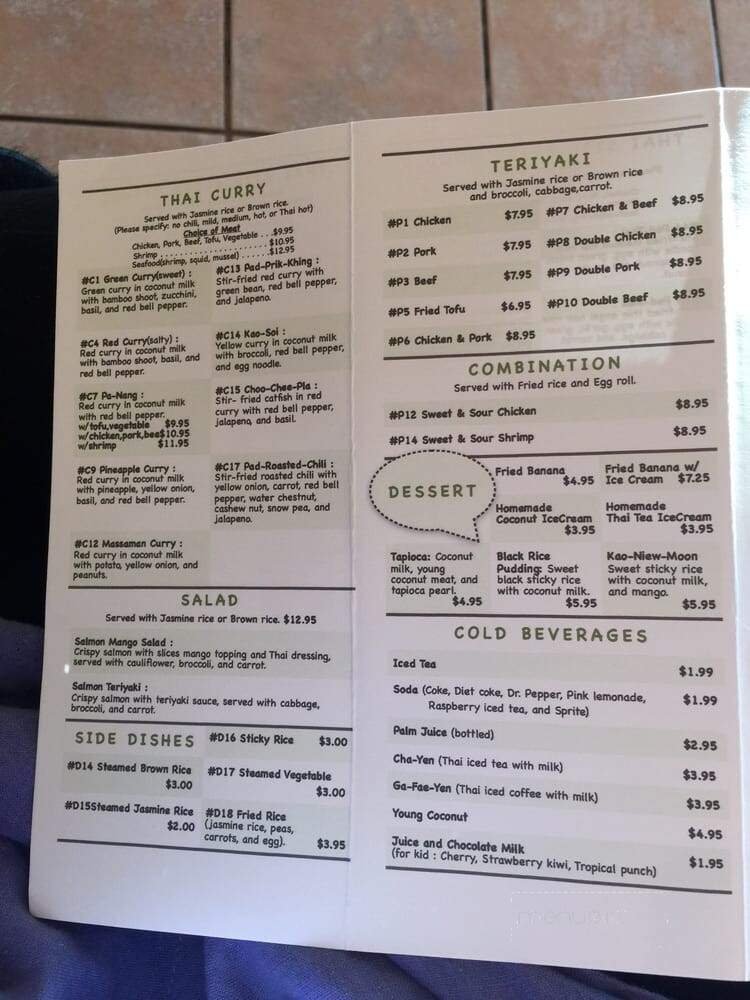 THAI CURRY
Served with Jasmine rice or Brown rice.
(Please specify: no chili, mild, medium, hot, or Thai hot)
Choice of Meat
Chicken, Pork, Beef, Tofu, Vegetable . . .$9.95
Shrimp . . . . . . . . . . . . . . . . . . . . . $10.95
Seafood(shrimp, squid, mussel) . . . . . .$12.95
#C1 Green Curry(sweet) :
Green curry in coconut milk
with bamboo shoot, zucchini,
basil, and red bell pepper.
#C4 Red Curry(salty) :
Red curry in coconut milk
with bamboo shoot, basil, and
red bell pepper.
#C7 Pa-Nang :
Red curry in coconut milk
with red bell pepper.
w/tofu,vegetable $9.95
w/chicken,pork,bee$10.95
w/shrimp $11.95
#C9 Pineapple Curry :
Red curry in coconut milk
with pineapple, yellow onion,
basil, and red bell pepper.
#C12 Massaman Curry :
Red curry in coconut milk
with potato, yellow onion, and
peanuts.
#C13 Pad-Prik-Khing :
Stir-fried red curry with
green bean, red bell pepper,
and jalapeno.
#C14 Kao-Soi :
Yellow curry in coconut milk
with broccoli, red bell pepper,
and egg noodle.
#C15 Choo-Chee-Pla :
Stir- fried catfish in red
curry with red bell pepper,
jalapeno, and basil.
#C17 Pad-Roasted-Chili :
Stir-fried roasted chili with
yellow onion, carrot, red bell
pepper, water chestnut,
cashew nut, snow pea, and
jalapeno.
SALAD
Served with Jasmine rice or Brown rice. $12.95
Salmon Mango Salad :
Crispy salmon with slices mango topping and Thai dressing,
served with cauliflower, broccoli, and carrot.
Salmon Teriyaki :
Crispy salmon with teriyaki sauce, served with cabbage,
broccoli, and carrot.
SIDE DISHES
#D14 Steamed Brown Rice
$3.00
#D15Steamed Jasmine Rice
$2.00
#D16 Sticky Rice $3.00
#D17 Steamed Vegetable
$3.00
#D18 Fried Rice
(jasmine rice, peas,
carrots, and egg). $3.95
TERIYAKI
Served with Jasmine rice or Brown rice
and broccoli, cabbage,carrot.
#P1 Chicken $7.95
#P2 Pork $7.95
#P3 Beef $7.95
#P5 Fried Tofu $6.95
#P6 Chicken & Pork $8.95
#P7 Chicken & Beef $8.95
#P8 Double Chicken $8.95
#P9 Double Pork $8.95
#P10 Double Beef $8.95
COMBINATION
Served with Fried rice and Egg roll.
#P12 Sweet & Sour Chicken $8.95
#P14 Sweet & Sour Shrimp $8.95
DESSERT
Fried Banana
$4.95
Fried Banana w/
Ice Cream $7.25
Homemade
Coconut IceCream
$3.95
Homemade
Thai Tea IceCream
$3.95
Tapioca: Coconut
milk, young
coconut meat, and
tapioca pearl.
$4.95
Black Rice
Pudding: Sweet
black sticky rice
with coconut milk.
$5.95
Kao-Niew-Moon
Sweet sticky rice
with coconut milk,
and mango.
$5.95
COLD BEVERAGES
Iced Tea $1.99
Soda (Coke, Diet coke, Dr. Pepper, Pink lemonade, $1.99
Raspberry iced tea, and Sprite)
Palm Juice (bottled) $2.95
Cha-Yen (Thai iced tea with milk) $3.95
Ga-Fae-Yen (Thai iced coffee with milk) $3.95
Young Coconut $4.95
Juice and Chocolate Milk $1.95
(for kid : Cherry, Strawberry kiwi, Tropical punch)